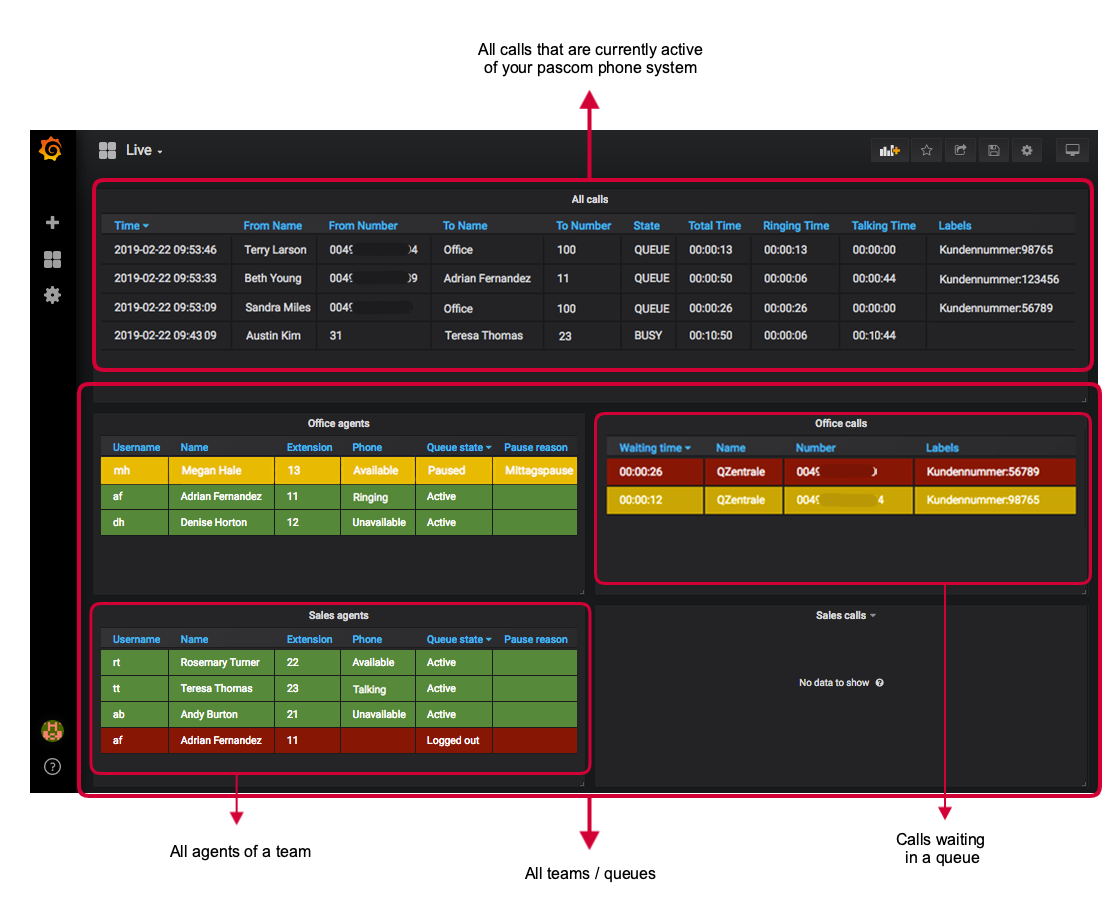 All calls that are currently active
of your pascom phone system
Live
All calls
Time From Name From Number To Name To Number State Total Time Ringing Time Talking Time Labels
2019-02-22 09:53:46 Terry Larson 0049 4 Office 100 QUEUE 00:00:13 00:00:13 00:00:00 Kundennummer:98765
2019-02-22 09:53:33 Beth Young 0049 09 Adrian Fernandez 11 QUEUE 00:00:50 00:00:06 00:00:44 Kundennummer:123456
2019-02-22 09:53:09 Sandra Miles 0049 Office 100 QUEUE 00:00:26 00:00:26 00:00:00 Kundennummer:56789
2019-02-22 09:43:09 Austin Kim 31 Teresa Thomas 23 BUSY 00:10:50 00:00:06 00:10:44
Office agents
Username Name Extension Phone Queue state Pause reason
mh Megan Hale 13 Available Paused Mittagspause
af Adrian Fernandez 11 Ringing Active
dh Denise Horton 12 Unavailable Active
Office calls
Waiting time Name Number Labels
00:00:26 QZentrale 0049 Kundennummer:56789
00:00:12 QZentrale 0049 4 Kundennummer:98765
Sales agents
Username Name Extension Phone Queue state Pause reason
rt Rosemary Turner 22 Available Active
tt Teresa Thomas 23 Talking Active
ab Andy Burton 21 Unavailable Active
af Adrian Fernandez 11 Logged out
Sales calls
No data to show ?
?
All agents of a team
All teams / queues
Calls waiting
in a queue